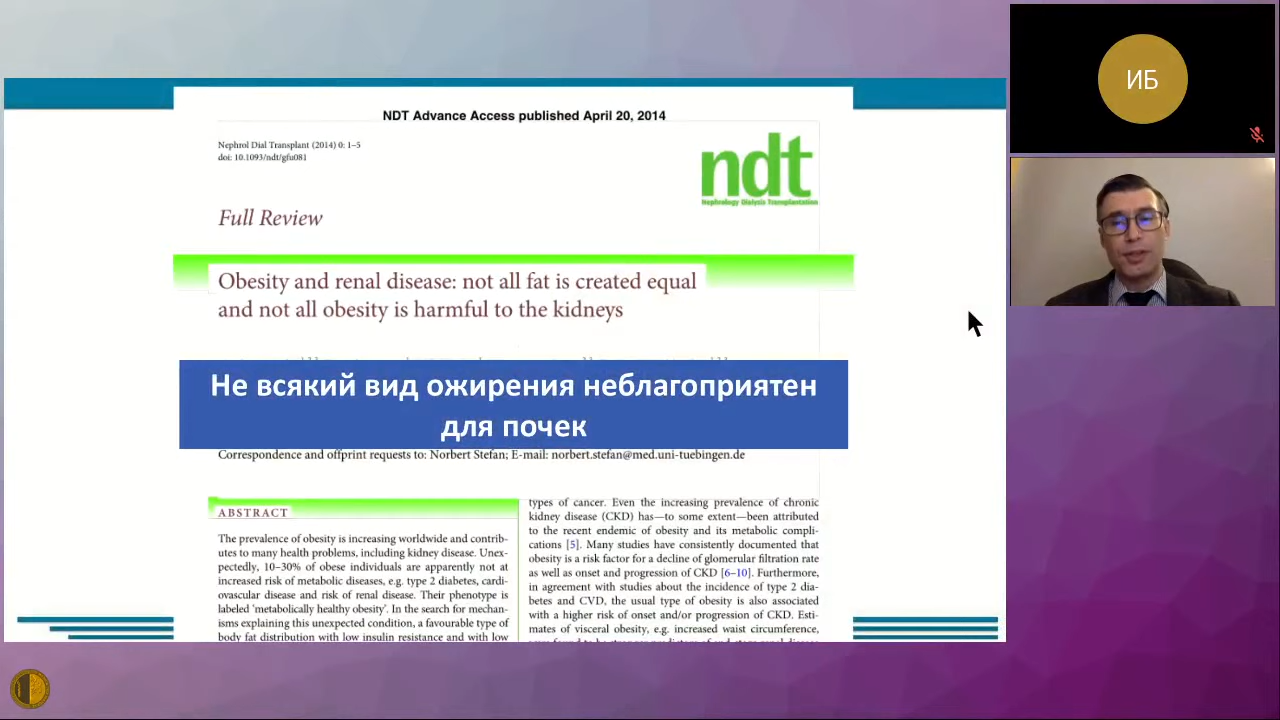 NDT Advance Access published April 20, 2014
Nephrol Dial Transplant (2014) 0: 1–5
doi: 10.1093/ndt/gfu081
ndt
Nephrology Dialysis Transplantation
Full Review
Obesity and renal disease: not all fat is created equal
and not all obesity is harmful to the kidneys
Не всякий вид ожирения неблагоприятен
для почек
Correspondence and offprint requests to: Norbert Stefan; E-mail: norbert.stefan@med.uni-tuebingen.de
ABSTRACT
The prevalence of obesity is increasing worldwide and contrib-
utes to many health problems, including kidney disease. Unex-
pectedly, 10–30% of obese individuals are apparently not at
increased risk of metabolic diseases, e.g. type 2 diabetes, cardi-
ovascular disease and risk of renal disease. Their phenotype is
labeled 'metabolically healthy obesity'. In the search for mechan-
isms explaining this unexpected condition, a favourable type of
body fat distribution with low insulin resistance and with low
types of cancer. Even the increasing prevalence of chronic
kidney disease (CKD) has—to some extent—been attributed
to the recent endemic of obesity and its metabolic compli-
cations [5]. Many studies have consistently documented that
obesity is a risk factor for a decline of glomerular filtration rate
as well as onset and progression of CKD [6–10]. Furthermore,
in agreement with studies about the incidence of type 2 dia-
betes and CVD, the usual type of obesity is also associated
with a higher risk of onset and/or progression of CKD. Esti-
mates of visceral obesity, e.g. increased waist circumference,
ИБ